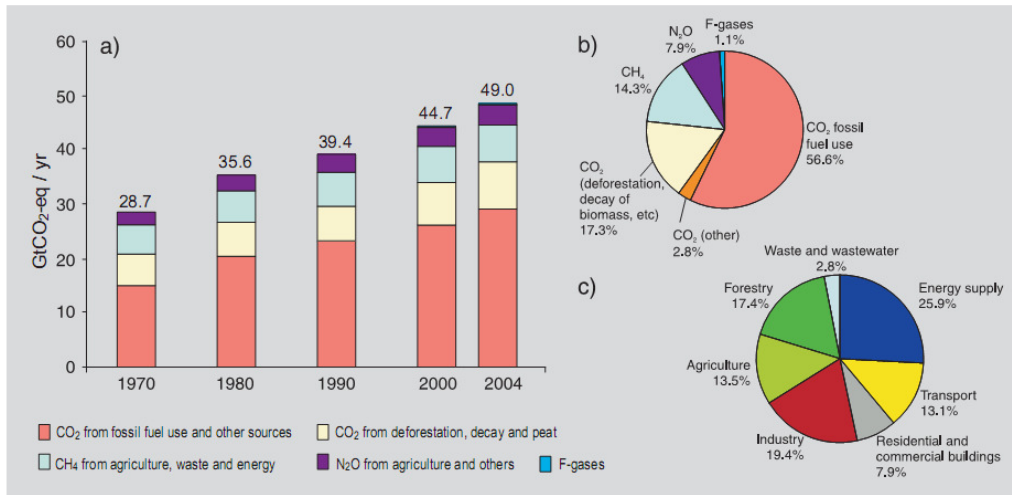 a)
60
50
40
30
20
10
0
GtCO₂-eq / yr
28.7
35.6
39.4
44.7
49.0
1970
1980
1990
2000
2004
CO₂ from fossil fuel use and other sources
CO₂ from deforestation, decay and peat
CH₄ from agriculture, waste and energy
N₂O from agriculture and others
F-gases
b)
F-gases
1.1%
N₂O
7.9%
CH₄
14.3%
CO₂ fossil
fuel use
56.6%
CO₂
(deforestation,
decay of
biomass, etc)
17.3%
CO₂ (other)
2.8%
c)
Waste and wastewater
2.8%
Forestry
17.4%
Energy supply
25.9%
Agriculture
13.5%
Transport
13.1%
Industry
19.4%
Residential and
commercial buildings
7.9%